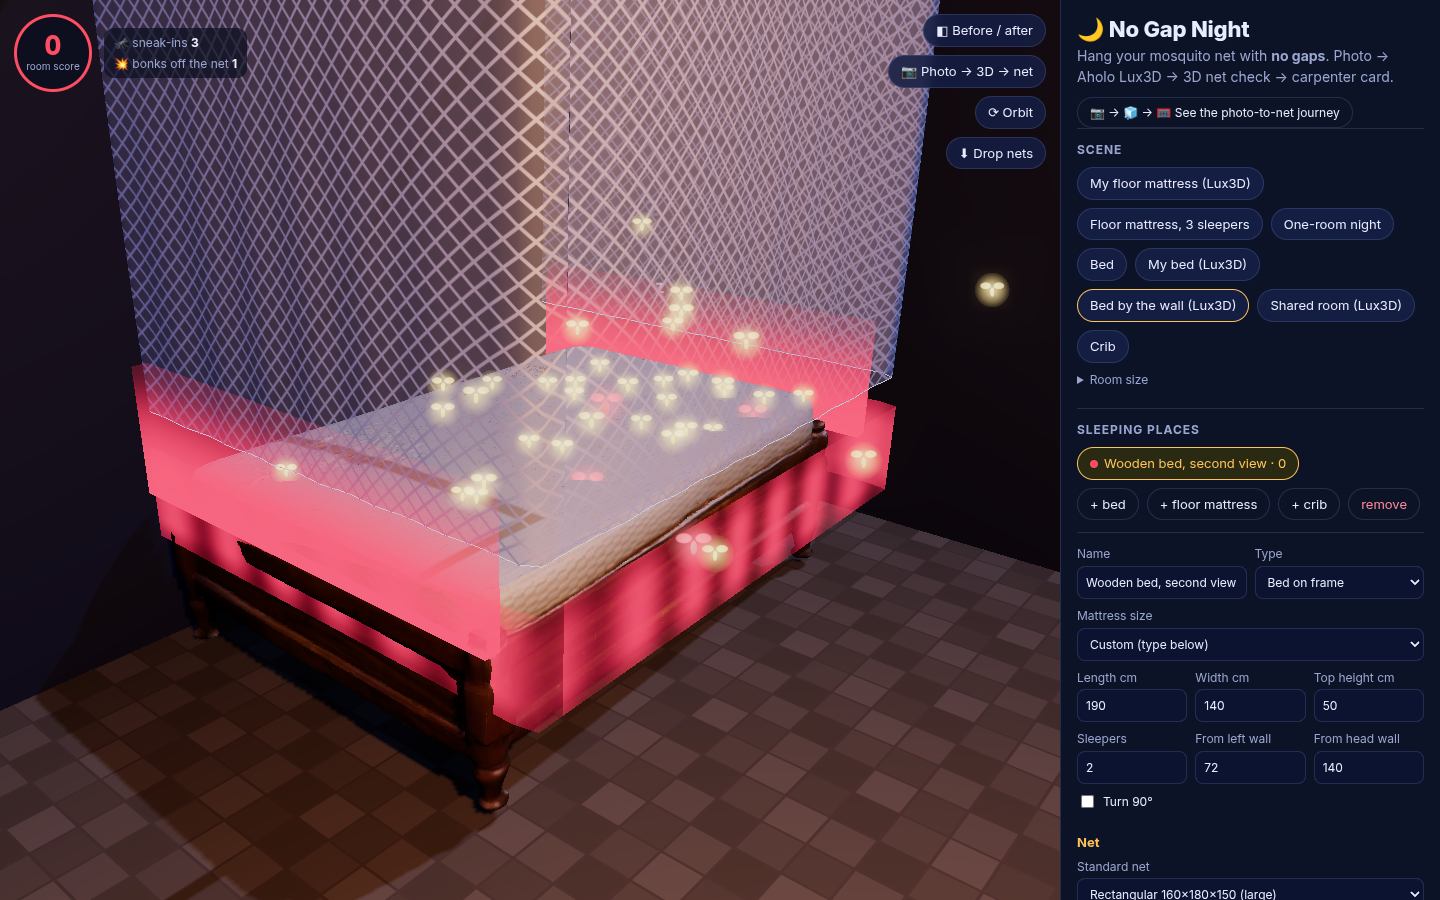 0
room score
sneak-ins 3
bonks off the net 1
Before / after
Photo → 3D → net
Orbit
Drop nets
No Gap Night
Hang your mosquito net with no gaps. Photo →
Aholo Lux3D → 3D net check → carpenter card.
→ → See the photo-to-net journey
SCENE
My floor mattress (Lux3D)
Floor mattress, 3 sleepers
One-room night
Bed
My bed (Lux3D)
Bed by the wall (Lux3D)
Shared room (Lux3D)
Crib
Room size
SLEEPING PLACES
Wooden bed, second view · 0
+ bed
+ floor mattress
+ crib
remove
Name
Type
Wooden bed, second view
Bed on frame
Mattress size
Custom (type below)
Length cm
Width cm
Top height cm
190
140
50
Sleepers
From left wall
From head wall
2
72
140
Turn 90°
Net
Standard net
Rectangular 160×180×150 (large)